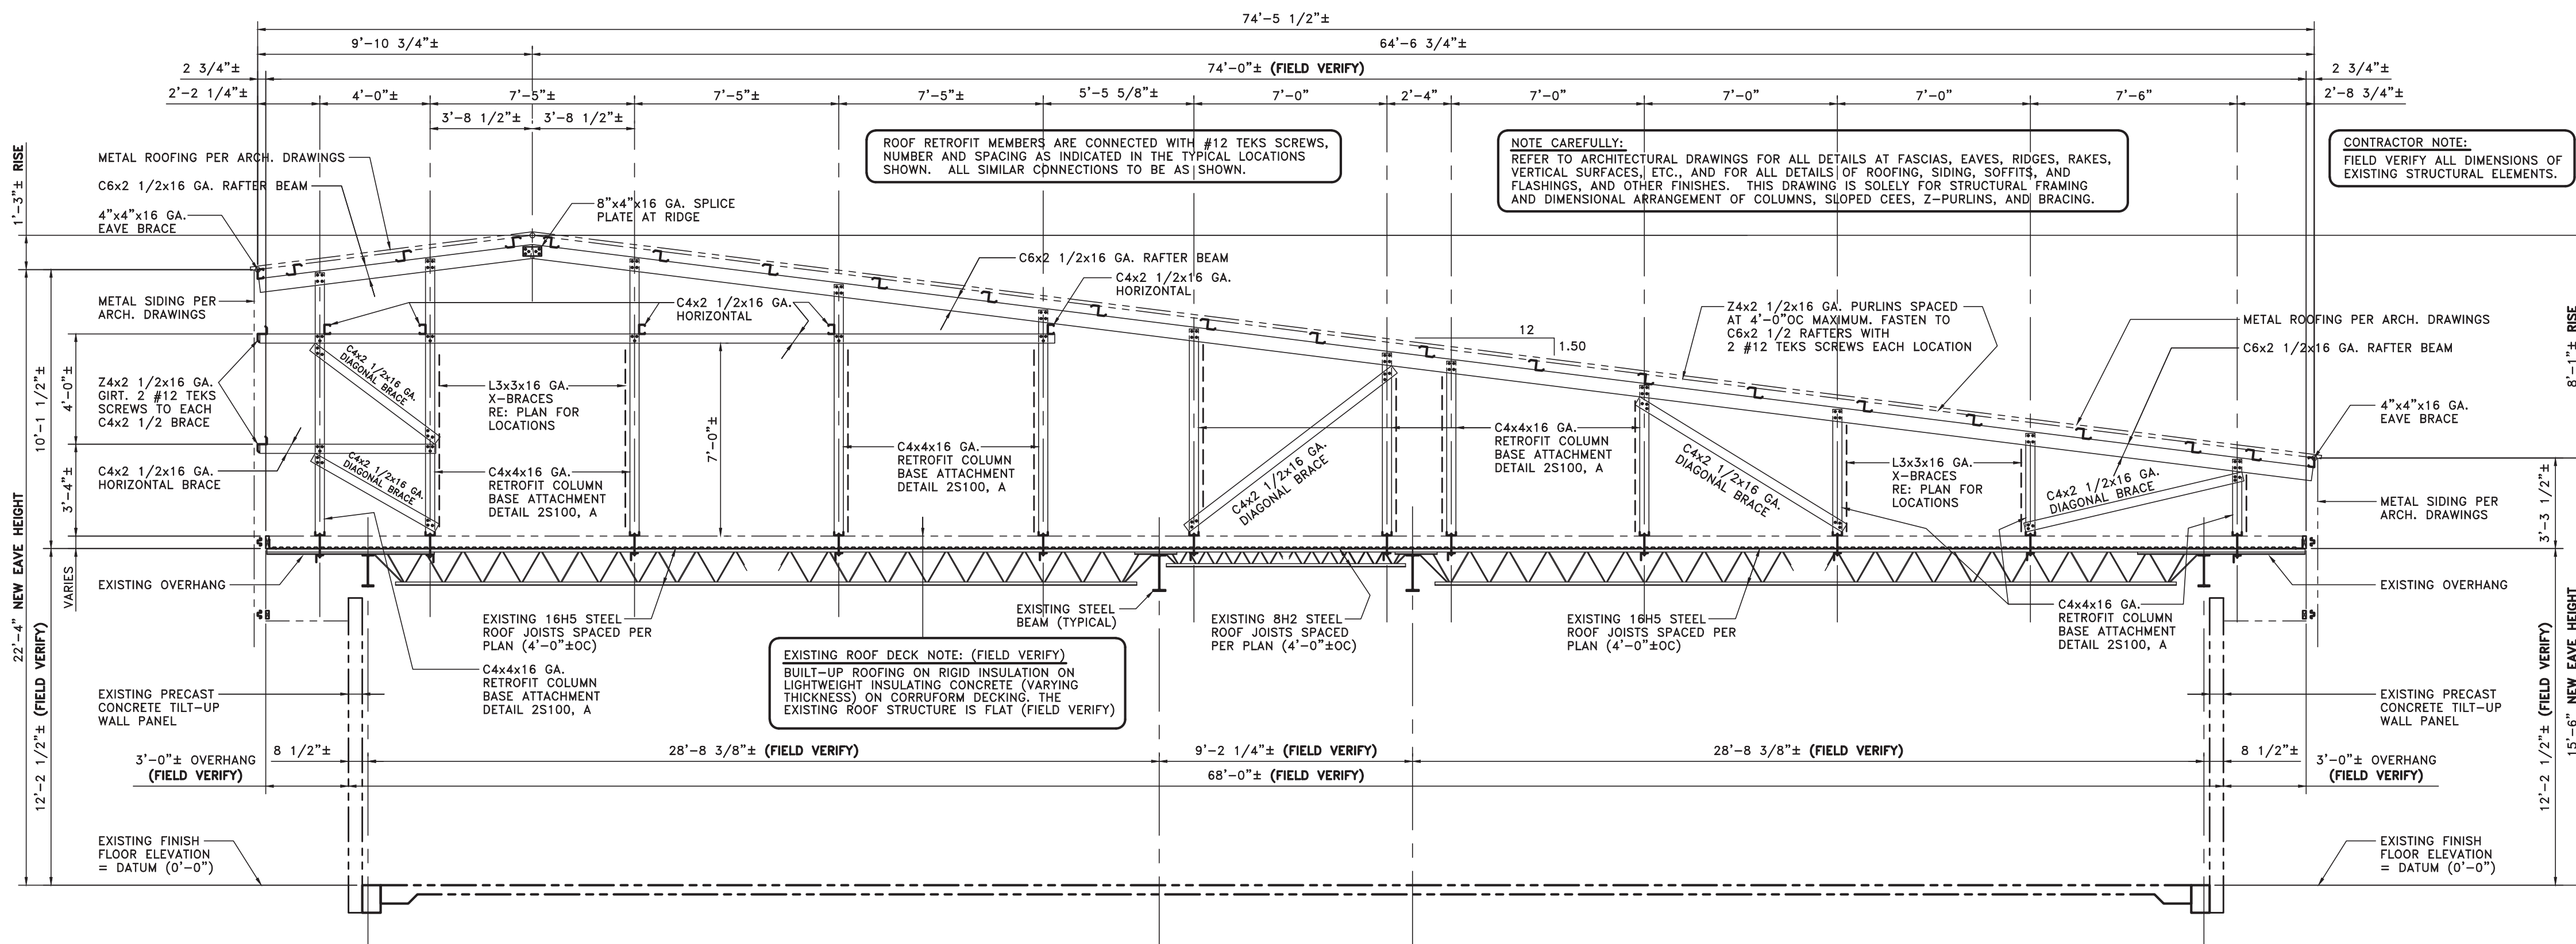 74'-5 1/2"±
9'-10 3/4"±
64'-6 3/4"±
2 3/4"±
74'-0"± (FIELD VERIFY)
2 3/4"±
2'-2 1/4"±
4'-0"±
7'-5"±
7'-5"±
7'-5"±
5'-5 5/8"±
7'-0"
2'-4"
7'-0"
7'-0"
7'-0"
7'-6"
2'-8 3/4"±
3'-8 1/2"±
3'-8 1/2"±
ROOF RETROFIT MEMBERS ARE CONNECTED WITH #12 TEKS SCREWS,
NUMBER AND SPACING AS INDICATED IN THE TYPICAL LOCATIONS
SHOWN. ALL SIMILAR CONNECTIONS TO BE AS SHOWN.
NOTE CAREFULLY:
REFER TO ARCHITECTURAL DRAWINGS FOR ALL DETAILS AT FASCIAS, EAVES, RIDGES, RAKES,
VERTICAL SURFACES, ETC., AND FOR ALL DETAILS OF ROOFING, SIDING, SOFFITS, AND
FLASHINGS, AND OTHER FINISHES. THIS DRAWING IS SOLELY FOR STRUCTURAL FRAMING
AND DIMENSIONAL ARRANGEMENT OF COLUMNS, SLOPED CEES, Z-PURLINS, AND BRACING.
CONTRACTOR NOTE:
FIELD VERIFY ALL DIMENSIONS OF
EXISTING STRUCTURAL ELEMENTS.
1'-3"± RISE
METAL ROOFING PER ARCH. DRAWINGS
C6x2 1/2x16 GA. RAFTER BEAM
4"x4"x16 GA.
EAVE BRACE
8"x4"x16 GA. SPLICE
PLATE AT RIDGE
C6x2 1/2x16 GA. RAFTER BEAM
C4x2 1/2x16 GA.
HORIZONTAL
METAL SIDING PER
ARCH. DRAWINGS
C4x2 1/2x16 GA.
HORIZONTAL
Z4x2 1/2x16 GA. PURLINS SPACED
AT 4'-0"OC MAXIMUM. FASTEN TO
C6x2 1/2 RAFTERS WITH
2 #12 TEKS SCREWS EACH LOCATION
12
1.50
METAL ROOFING PER ARCH. DRAWINGS
C6x2 1/2x16 GA. RAFTER BEAM
8'-1"± RISE
10'-1 1/2"±
4'-0"±
3'-4"±
VARIES
Z4x2 1/2x16 GA.
GIRT. 2 #12 TEKS
SCREWS TO EACH
C4x2 1/2 BRACE
C4x2 1/2x16 GA.
DIAGONAL BRACE
L3x3x16 GA.
X-BRACES
RE: PLAN FOR
LOCATIONS
7'-0"±
C4x4x16 GA.
RETROFIT COLUMN
BASE ATTACHMENT
DETAIL 2S100, A
C4x2 1/2x16 GA.
DIAGONAL BRACE
C4x4x16 GA.
RETROFIT COLUMN
BASE ATTACHMENT
DETAIL 2S100, A
C4x2 1/2x16 GA.
DIAGONAL BRACE
L3x3x16 GA.
X-BRACES
RE: PLAN FOR
LOCATIONS
C4x2 1/2x16 GA.
DIAGONAL BRACE
4"x4"x16 GA.
EAVE BRACE
C4x2 1/2x16 GA.
HORIZONTAL BRACE
C4x2 1/2x16 GA.
DIAGONAL BRACE
C4x4x16 GA.
RETROFIT COLUMN
BASE ATTACHMENT
DETAIL 2S100, A
METAL SIDING PER
ARCH. DRAWINGS
3'-3 1/2"±
22'-4" NEW EAVE HEIGHT
12'-2 1/2"± (FIELD VERIFY)
EXISTING OVERHANG
EXISTING 16H5 STEEL
ROOF JOISTS SPACED PER
PLAN (4'-0"±OC)
EXISTING STEEL
BEAM (TYPICAL)
EXISTING 8H2 STEEL
ROOF JOISTS SPACED
PER PLAN (4'-0"±OC)
EXISTING 16H5 STEEL
ROOF JOISTS SPACED PER
PLAN (4'-0"±OC)
C4x4x16 GA.
RETROFIT COLUMN
BASE ATTACHMENT
DETAIL 2S100, A
EXISTING OVERHANG
C4x4x16 GA.
RETROFIT COLUMN
BASE ATTACHMENT
DETAIL 2S100, A
EXISTING ROOF DECK NOTE: (FIELD VERIFY)
BUILT-UP ROOFING ON RIGID INSULATION ON
LIGHTWEIGHT INSULATING CONCRETE (VARYING
THICKNESS) ON CORRUFORM DECKING. THE
EXISTING ROOF STRUCTURE IS FLAT (FIELD VERIFY)
EXISTING PRECAST
CONCRETE TILT-UP
WALL PANEL
EXISTING PRECAST
CONCRETE TILT-UP
WALL PANEL
12'-2 1/2"± (FIELD VERIFY)
15'-6" NEW EAVE HEIGHT
3'-0"± OVERHANG
(FIELD VERIFY)
8 1/2"±
28'-8 3/8"± (FIELD VERIFY)
9'-2 1/4"± (FIELD VERIFY)
28'-8 3/8"± (FIELD VERIFY)
8 1/2"±
3'-0"± OVERHANG
(FIELD VERIFY)
68'-0"± (FIELD VERIFY)
EXISTING FINISH
FLOOR ELEVATION
= DATUM (0'-0")
EXISTING FINISH
FLOOR ELEVATION
= DATUM (0'-0")